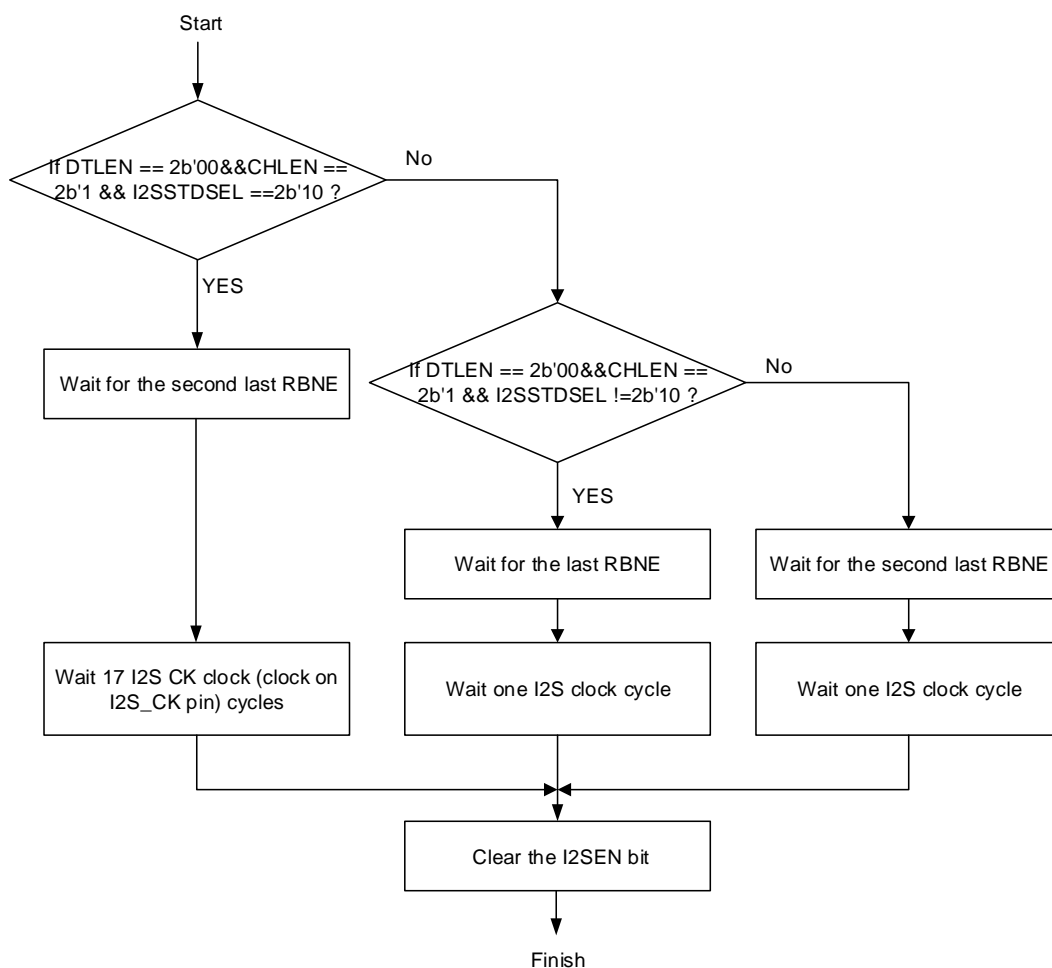 Start
If DTLEN == 2b'00&&CHLEN ==
2b'1 && I2SSTDSEL ==2b'10 ?
No
YES
Wait for the second last RBNE
If DTLEN == 2b'00&&CHLEN ==
2b'1 && I2SSTDSEL !=2b'10 ?
No
YES
Wait for the last RBNE
Wait for the second last RBNE
Wait 17 I2S CK clock (clock on
I2S_CK pin) cycles
Wait one I2S clock cycle
Wait one I2S clock cycle
Clear the I2SEN bit
Finish